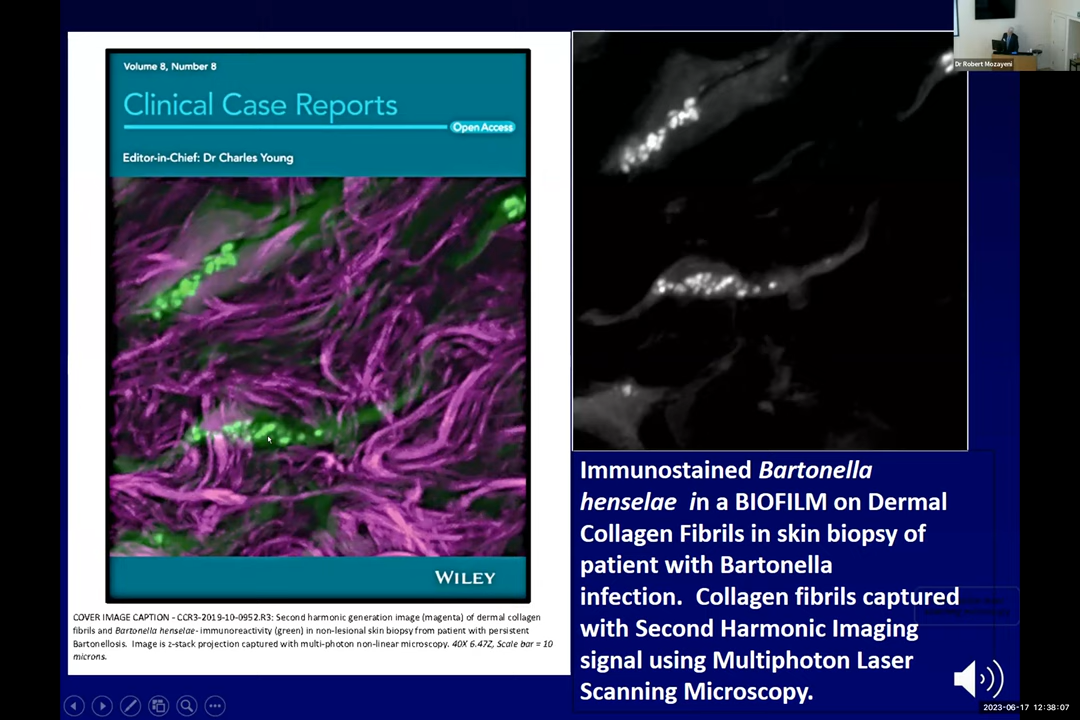 Volume 8, Number 8
Clinical Case Reports
Open Access
Editor-in-Chief: Dr Charles Young
WILEY
COVER IMAGE CAPTION - CCR3-2019-10-0952.R3: Second harmonic generation image (magenta) of dermal collagen
fibrils and Bartonella henselae- immunoreactivity (green) in non-lesional skin biopsy from patient with persistent
Bartonellosis. Image is z-stack projection captured with multi-photon non-linear microscopy. 40X 6.47Z, Scale bar = 10
microns.
Dr Robert Mozayeni
Immunostained Bartonella
henselae in a BIOFILM on Dermal
Collagen Fibrils in skin biopsy of
patient with Bartonella
infection. Collagen fibrils captured
with Second Harmonic Imaging
signal using Multiphoton Laser
Scanning Microscopy.
2023-06-17 12:38:07